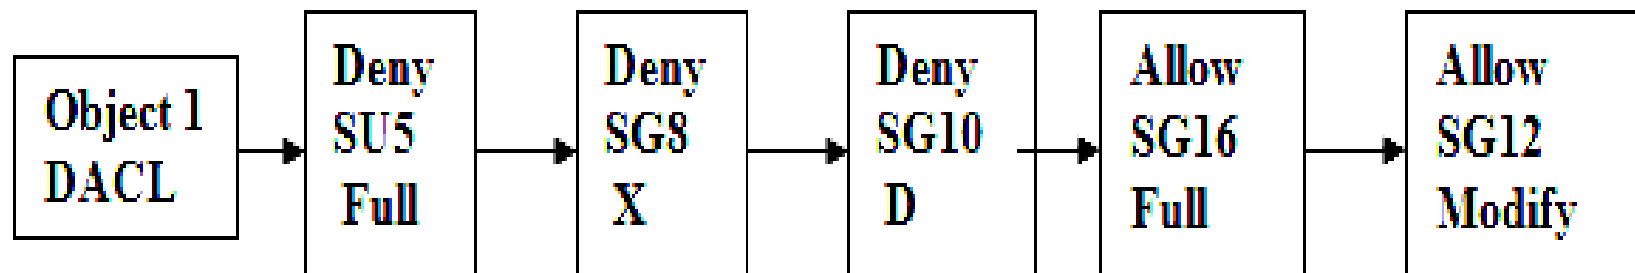 Object 1
DACL
Deny
SU5
Full
Deny
SG8
X
Deny
SG10
D
Allow
SG16
Full
Allow
SG12
Modify